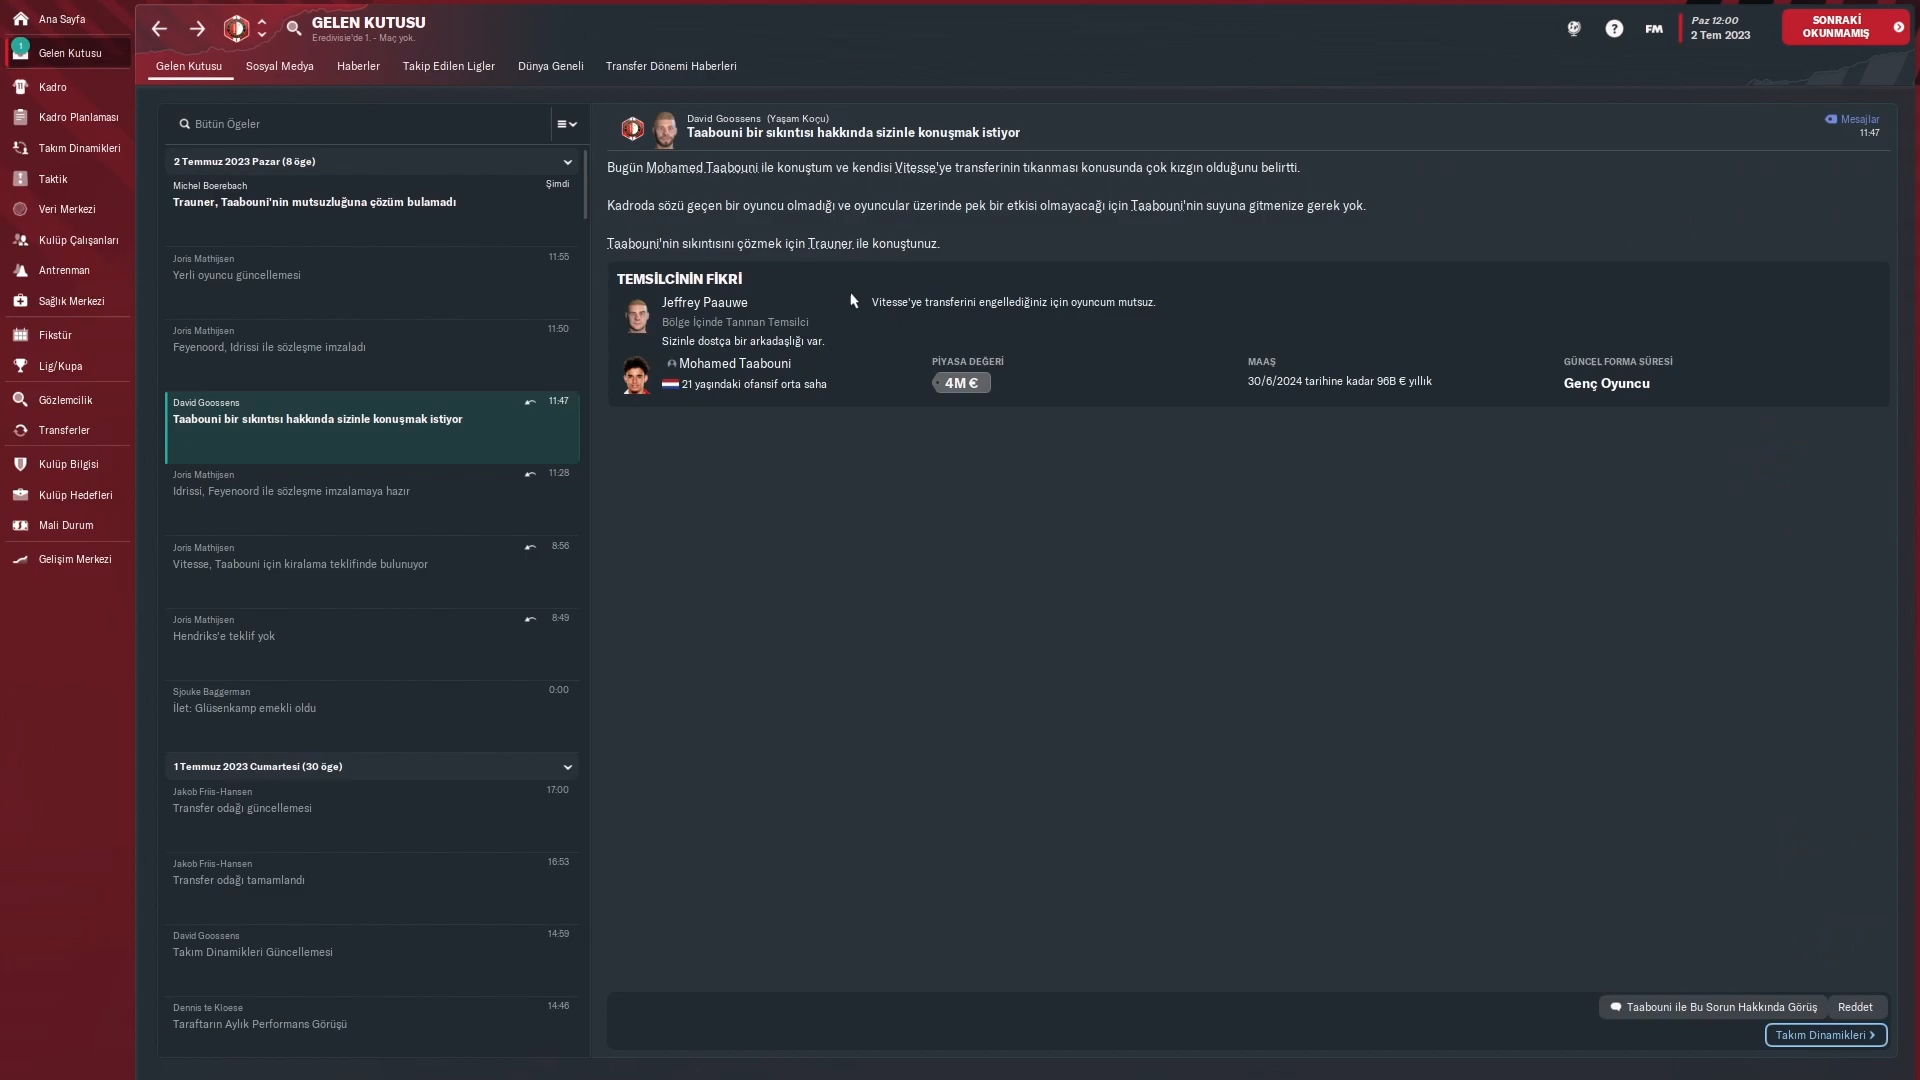 Ana Sayfa
1
Gelen Kutusu
Kadro
Kadro Planlaması
Takım Dinamikleri
Taktik
Veri Merkezi
Kulüp Çalışanları
Antrenman
Sağlık Merkezi
Fikstür
Lig/Kupa
Gözlemcilik
Transferler
Kulüp Bilgisi
Kulüp Hedefleri
Mali Durum
Gelişim Merkezi
GELEN KUTUSU
Eredivisie'de 1. - Maç yok.
FM
Paz 12:00
2 Tem 2023
SONRAKİ
OKUNMAMIŞ
Gelen Kutusu
Sosyal Medya
Haberler
Takip Edilen Ligler
Dünya Geneli
Transfer Dönemi Haberleri
Bütün Ögeler
2 Temmuz 2023 Pazar (8 öge)
Michel Boerebach
Şimdi
Trauner, Taabouni'nin mutsuzluğuna çözüm bulamadı
Joris Mathijsen
11:55
Yerli oyuncu güncellemesi
Joris Mathijsen
11:50
Feyenoord, Idrissi ile sözleşme imzaladı
David Goossens
11:47
Taabouni bir sıkıntısı hakkında sizinle konuşmak istiyor
Joris Mathijsen
11:28
Idrissi, Feyenoord ile sözleşme imzalamaya hazır
Joris Mathijsen
8:56
Vitesse, Taabouni için kiralama teklifinde bulunuyor
Joris Mathijsen
8:49
Hendriks'e teklif yok
Sjouke Baggerman
0:00
İlet: Glüsenkamp emekli oldu
1 Temmuz 2023 Cumartesi (30 öge)
Jakob Friis-Hansen
17:00
Transfer odağı güncellemesi
Jakob Friis-Hansen
16:53
Transfer odağı tamamlandı
David Goossens
14:59
Takım Dinamikleri Güncellemesi
Dennis te Kloese
14:46
Taraftarın Aylık Performans Görüşü
David Goossens (Yaşam Koçu)
Taabouni bir sıkıntısı hakkında sizinle konuşmak istiyor
Mesajlar
11:47
Bugün Mohamed Taabouni ile konuştum ve kendisi Vitesse'ye transferinin tıkanması konusunda çok kızgın olduğunu belirtti.
Kadroda sözü geçen bir oyuncu olmadığı ve oyuncular üzerinde pek bir etkisi olmayacağı için Taabouni'nin suyuna gitmenize gerek yok.
Taabouni'nin sıkıntısını çözmek için Trauner ile konuştunuz.
TEMSİLCİNİN FİKRİ
Jeffrey Paauwe
Vitesse'ye transferini engellediğiniz için oyuncum mutsuz.
Bölge İçinde Tanınan Temsilci
Sizinle dostça bir arkadaşlığı var.
Mohamed Taabouni
21 yaşındaki ofansif orta saha
PİYASA DEĞERİ
4M €
MAAŞ
30/6/2024 tarihine kadar 96B € yıllık
GÜNCEL FORMA SÜRESİ
Genç Oyuncu
Taabouni ile Bu Sorun Hakkında Görüş
Reddet
Takım Dinamikleri